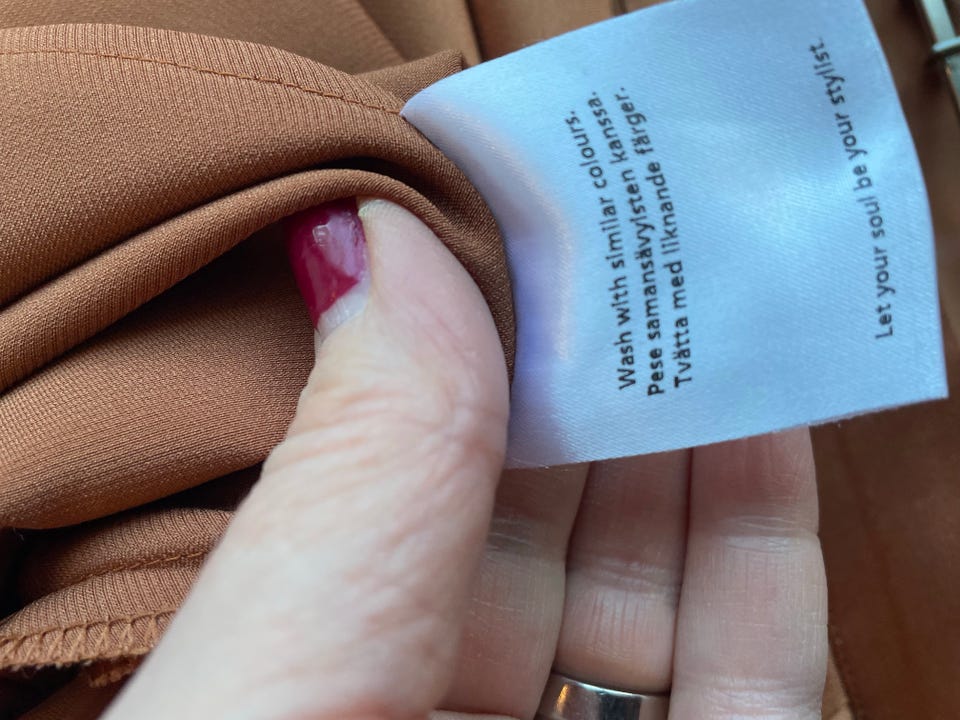 Wash with similar colours.
Pese samansävyisten kanssa.
Tvätta med liknande färger.
Let your soul be your stylist.